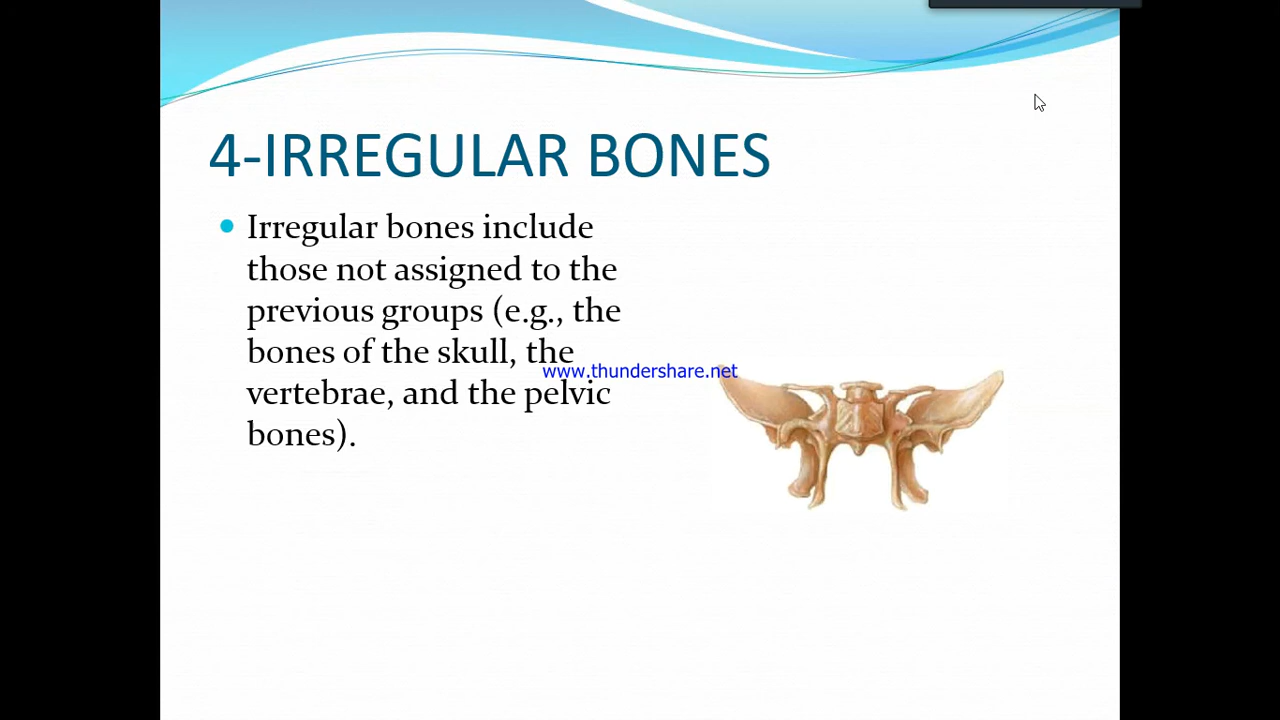 4-IRREGULAR BONES
Irregular bones include
those not assigned to the
previous groups (e.g., the
bones of the skull, the
www.thundershare.net
vertebrae, and the pelvic
bones).